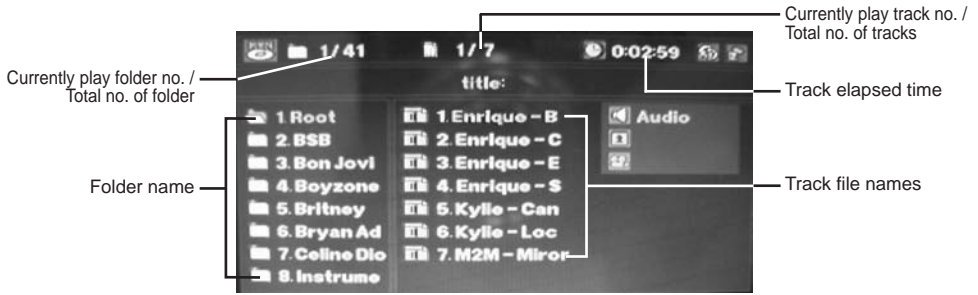 Currently play track no. /
Total no. of tracks
1/41
1/7
0:02:59
Currently play folder no. /
Total no. of folder
title:
Track elapsed time
1.Root
2.BSB
3.Bon Jovi
4.Boyzone
5.Britney
6.Bryan Ad
7.Celine Dio
8.Instrume
1.Enrique - B
2.Enrique - C
3.Enrique - E
4.Enrique - S
5.Kylie - Can
6.Kylie - Loc
7.M2M - Miror
Audio
Folder name
Track file names